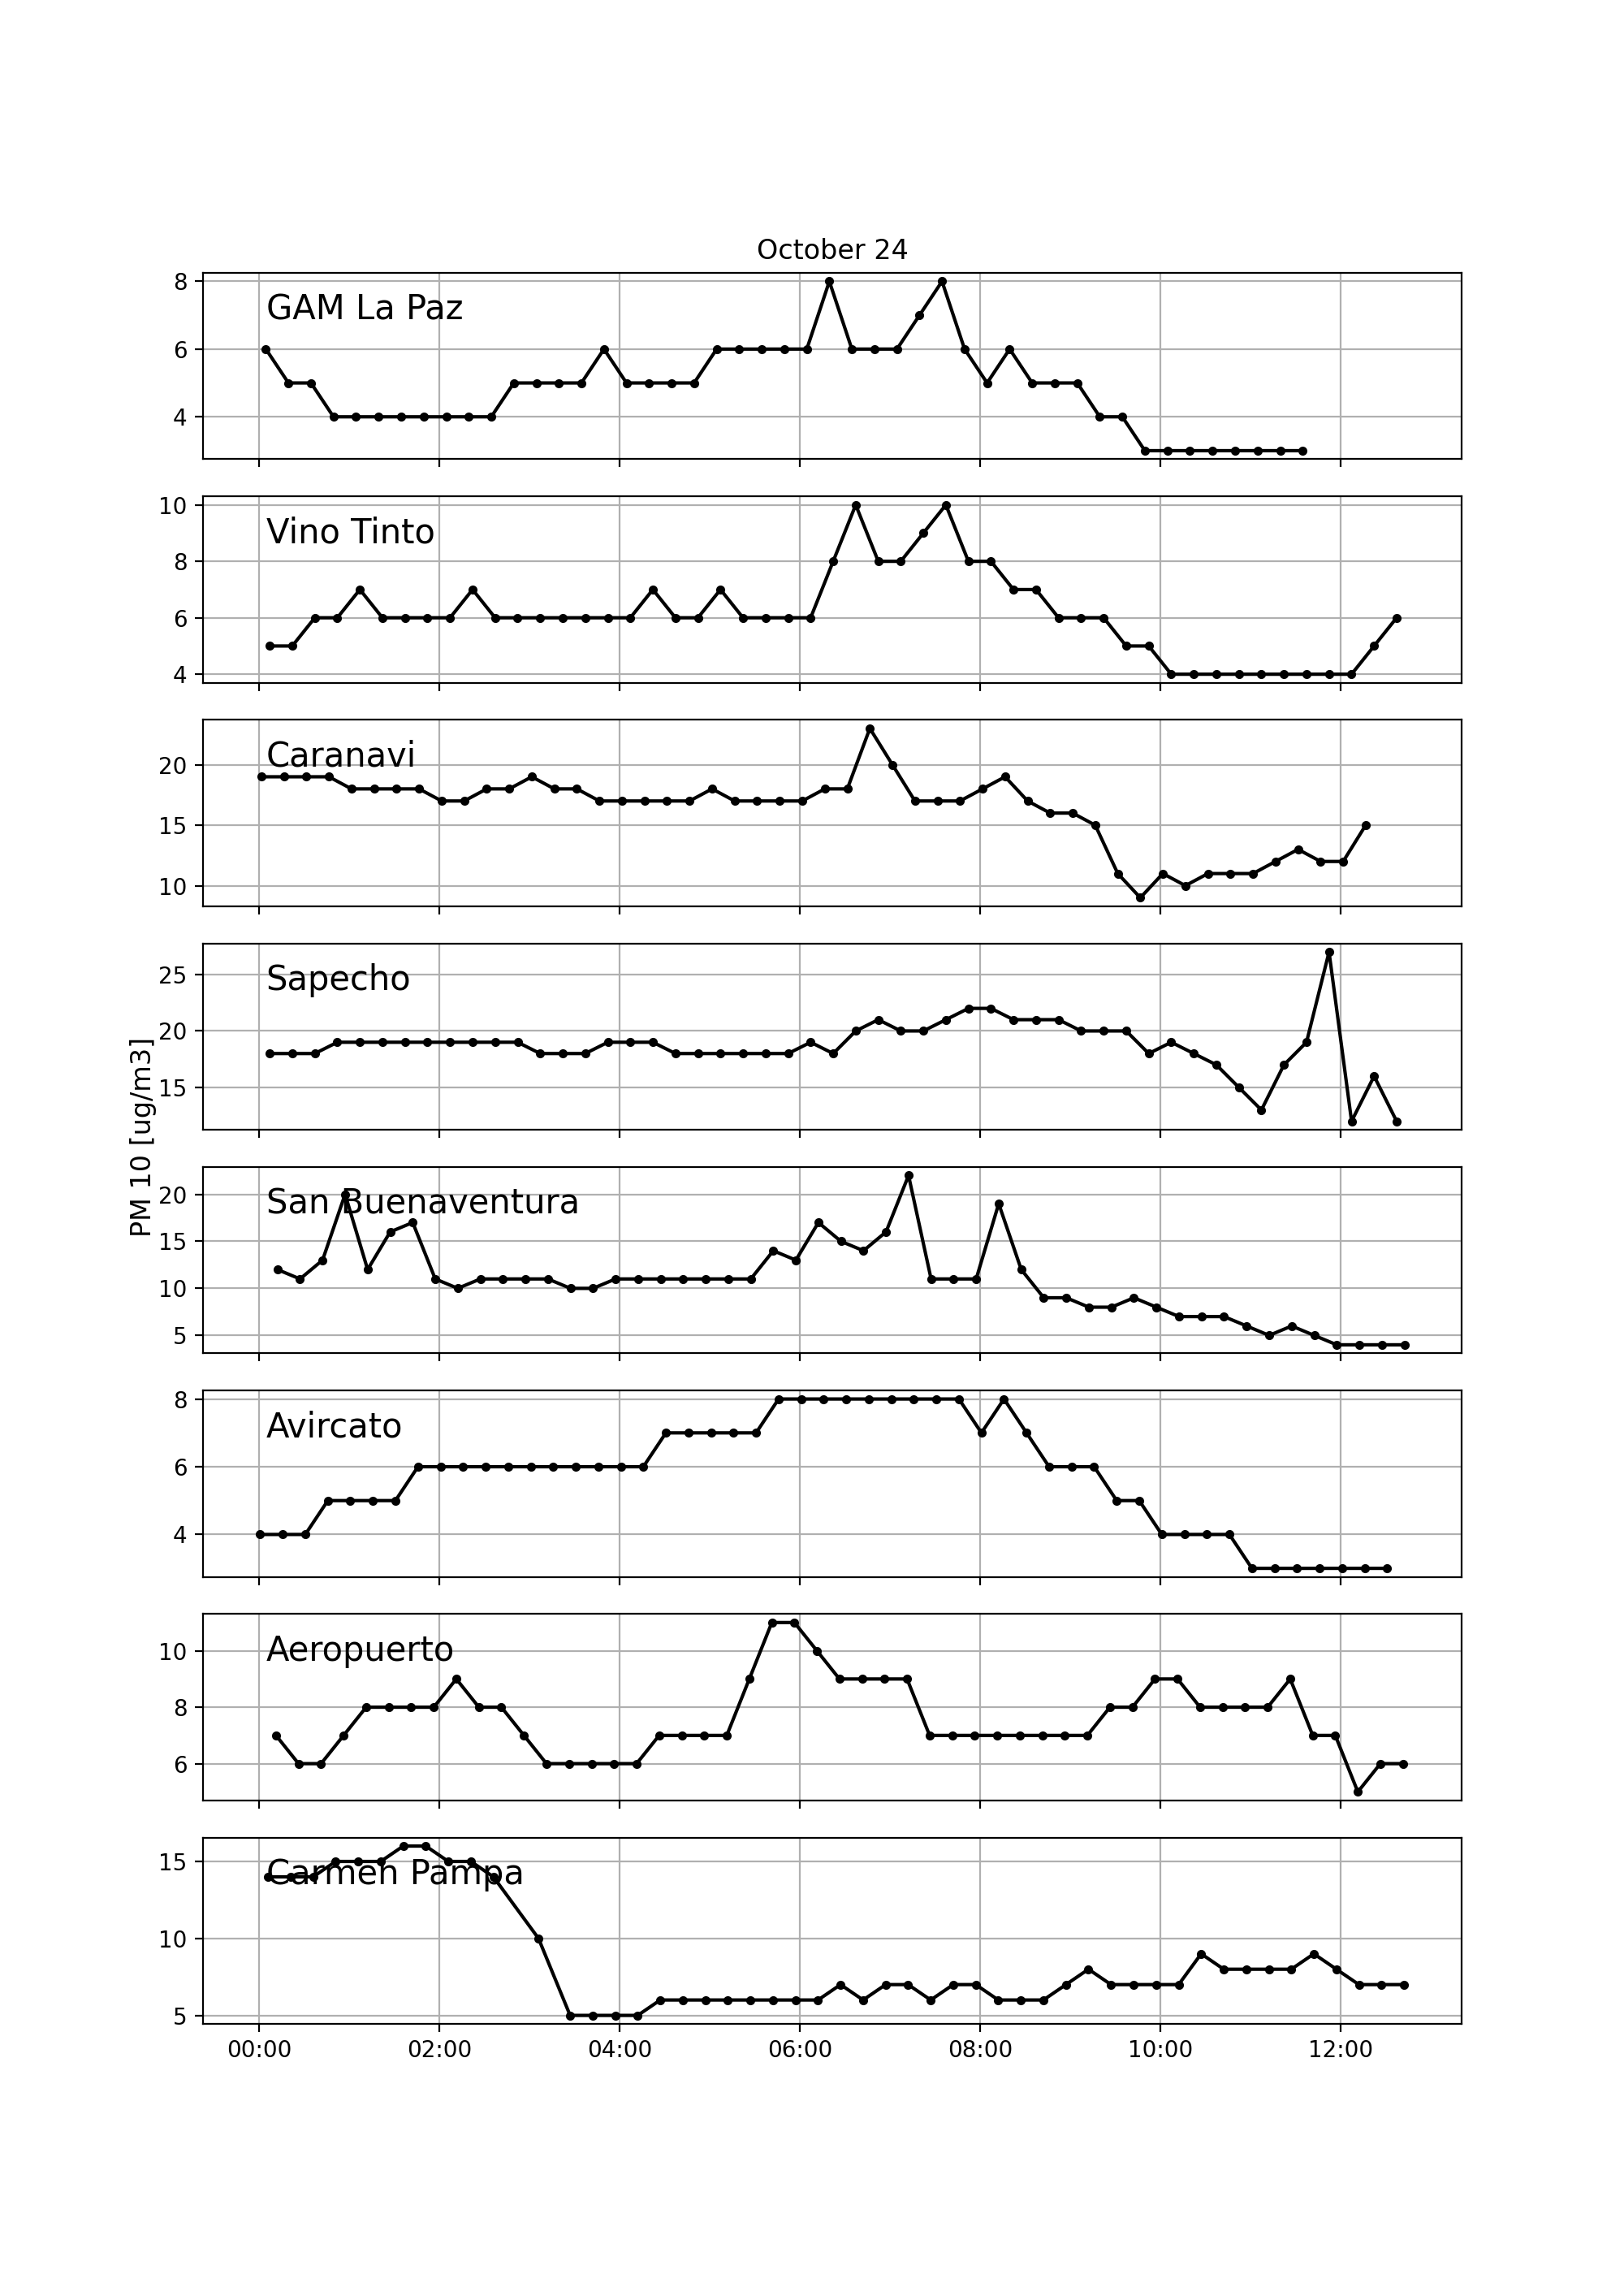 October 24
PM 10 [ug/m3]
GAM La Paz
8
6
4
Vino Tinto
10
8
6
4
Caranavi
20
15
10
Sapecho
25
20
15
San Buenaventura
20
15
10
5
Avircato
8
6
4
Aeropuerto
10
8
6
Carmen Pampa
15
10
5
00:00 02:00 04:00 06:00 08:00 10:00 12:00